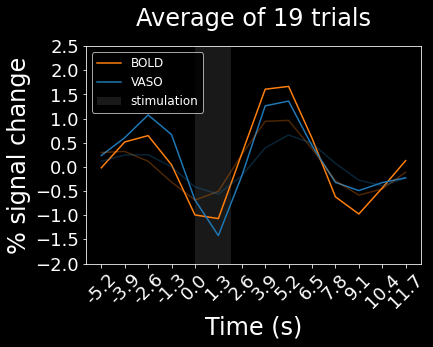 Average of 19 trials
% signal change
2.5
2.0
1.5
1.0
0.5
0.0
-0.5
-1.0
-1.5
-2.0
BOLD
VASO
stimulation
-5.2 -3.9 -2.6 -1.3 0.0 1.3 2.6 3.9 5.2 6.5 7.8 9.1 10.4 11.7
Time (s)